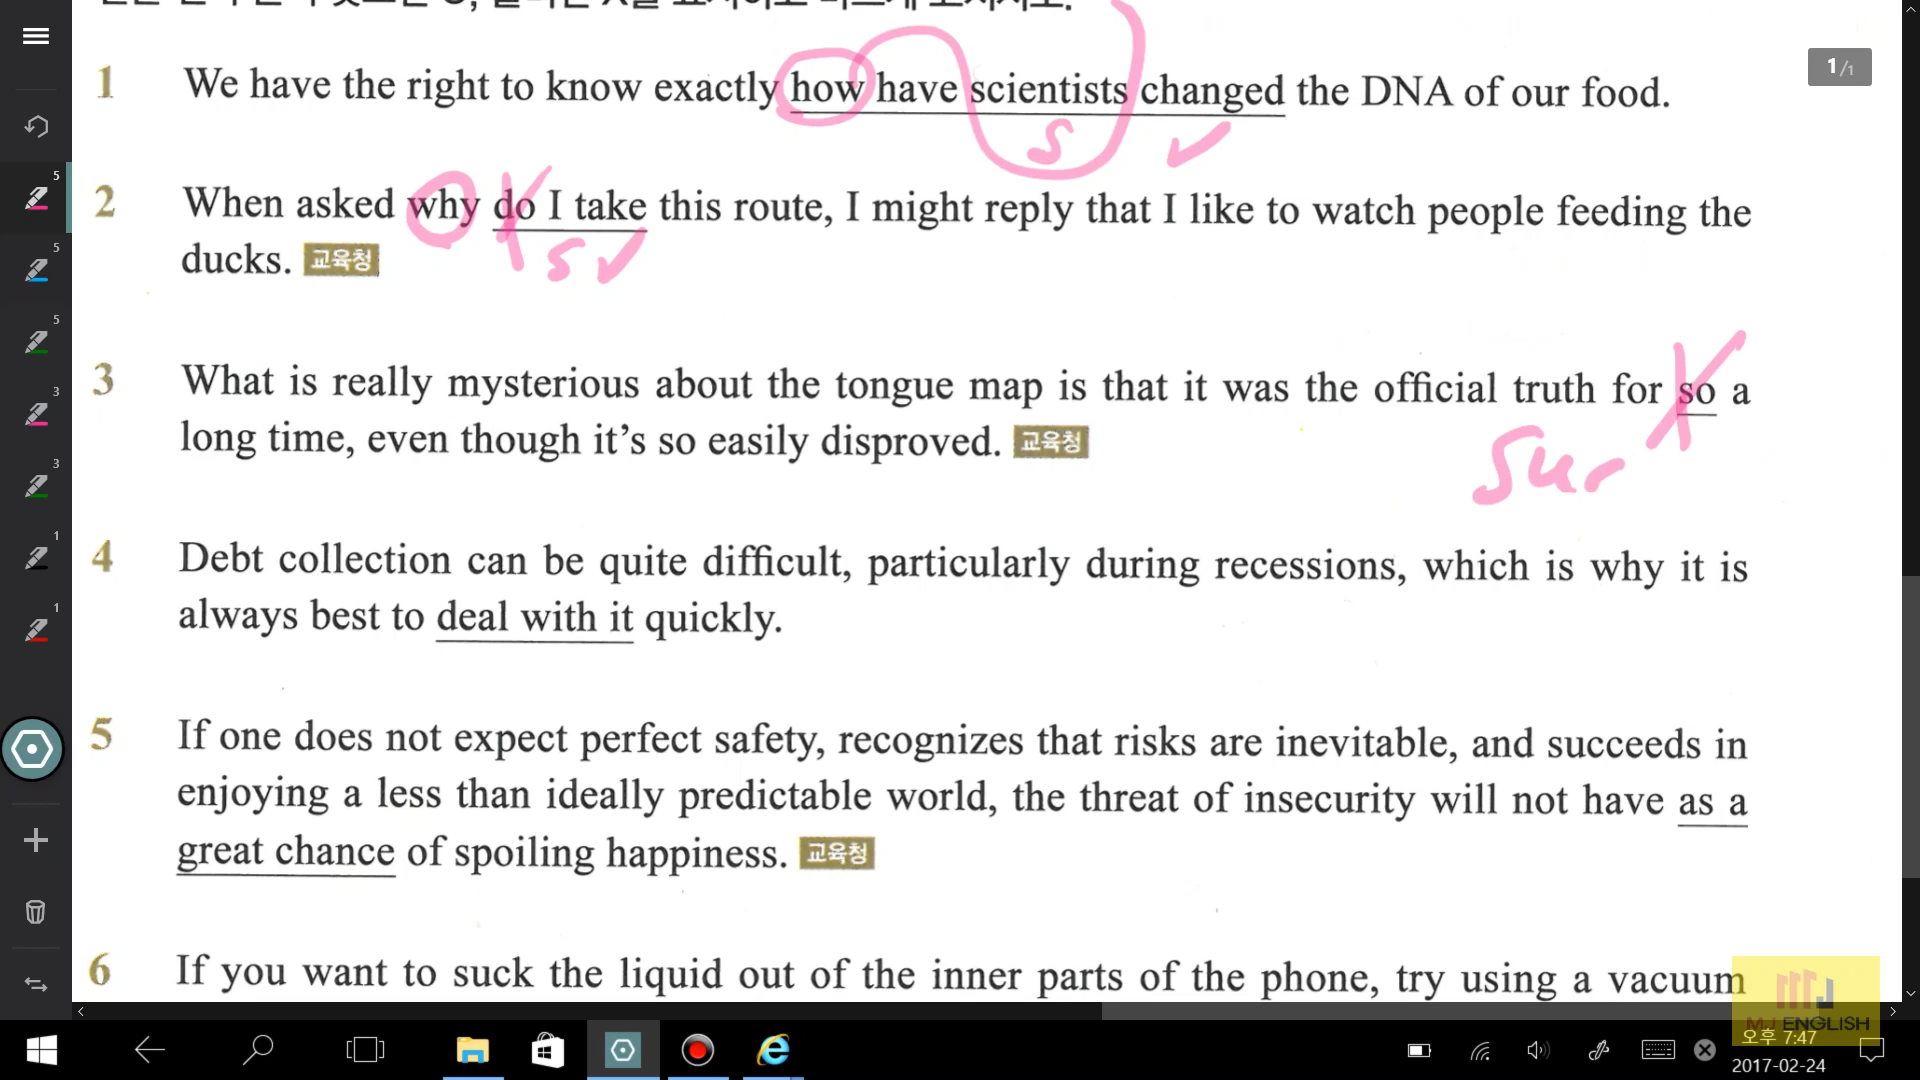 1/1
1 We have the right to know exactly how have scientists changed the DNA of our food.
S
2 When asked why do I take this route, I might reply that I like to watch people feeding the
ducks. 교육청
S
3 What is really mysterious about the tongue map is that it was the official truth for so a
long time, even though it’s so easily disproved. 교육청
4 Debt collection can be quite difficult, particularly during recessions, which is why it is
always best to deal with it quickly.
5 If one does not expect perfect safety, recognizes that risks are inevitable, and succeeds in
enjoying a less than ideally predictable world, the threat of insecurity will not have as a
great chance of spoiling happiness. 교육청
6 If you want to suck the liquid out of the inner parts of the phone, try using a vacuum
5
5
5
3
3
1
1
MJ ENGLISH
오후 7:47
2017-02-24